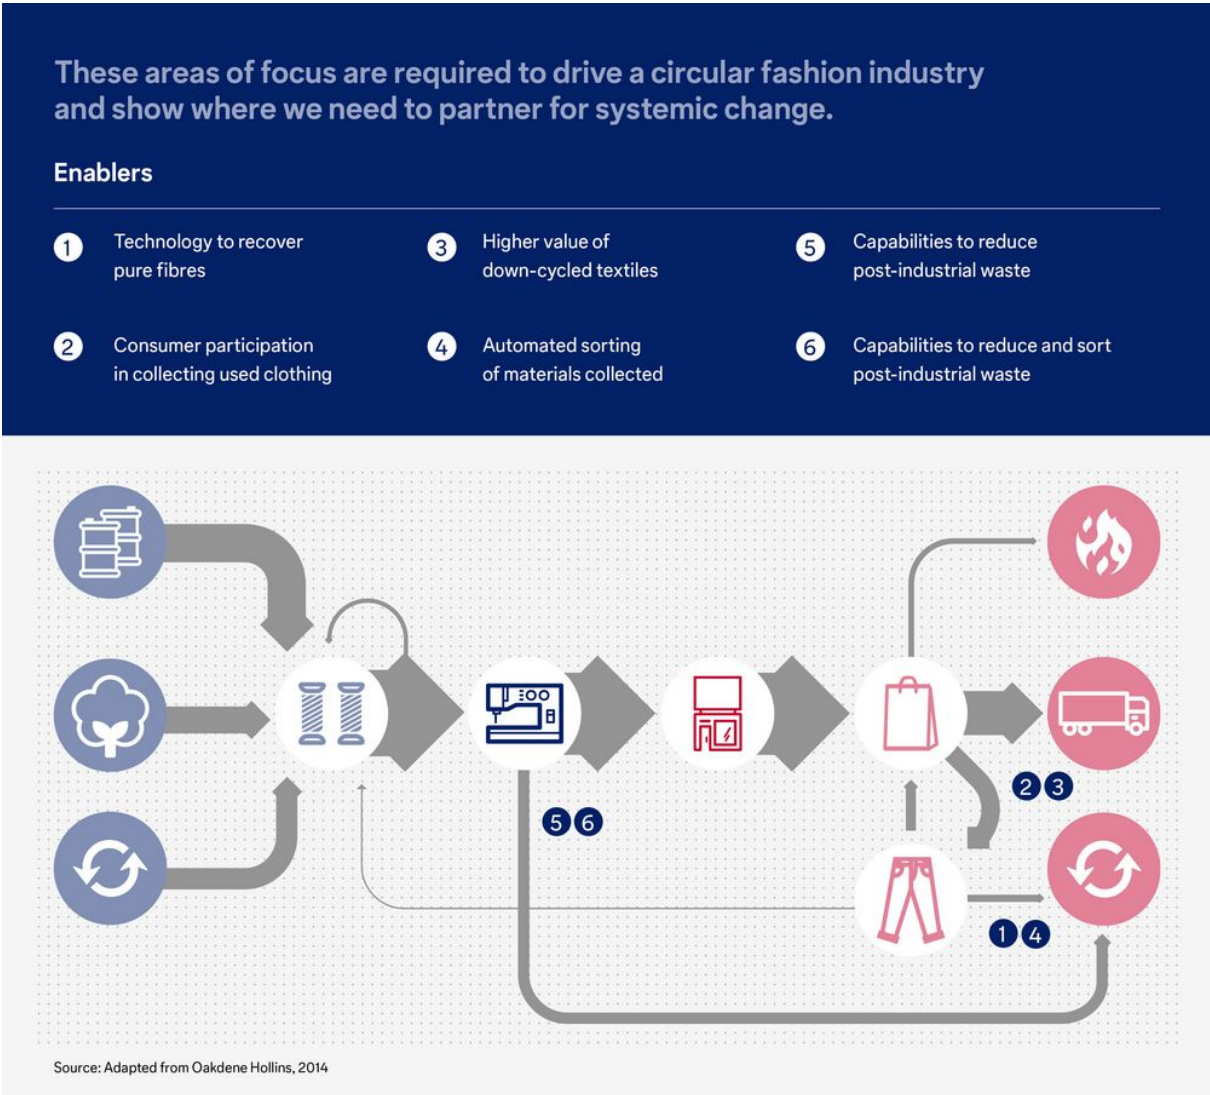 These areas of focus are required to drive a circular fashion industry
and show where we need to partner for systemic change.
Enablers
1 Technology to recover
pure fibres
2 Consumer participation
in collecting used clothing
3 Higher value of
down-cycled textiles
4 Automated sorting
of materials collected
5 Capabilities to reduce
post-industrial waste
6 Capabilities to reduce and sort
post-industrial waste
2 3
5 6
1 4
Source: Adapted from Oakdene Hollins, 2014